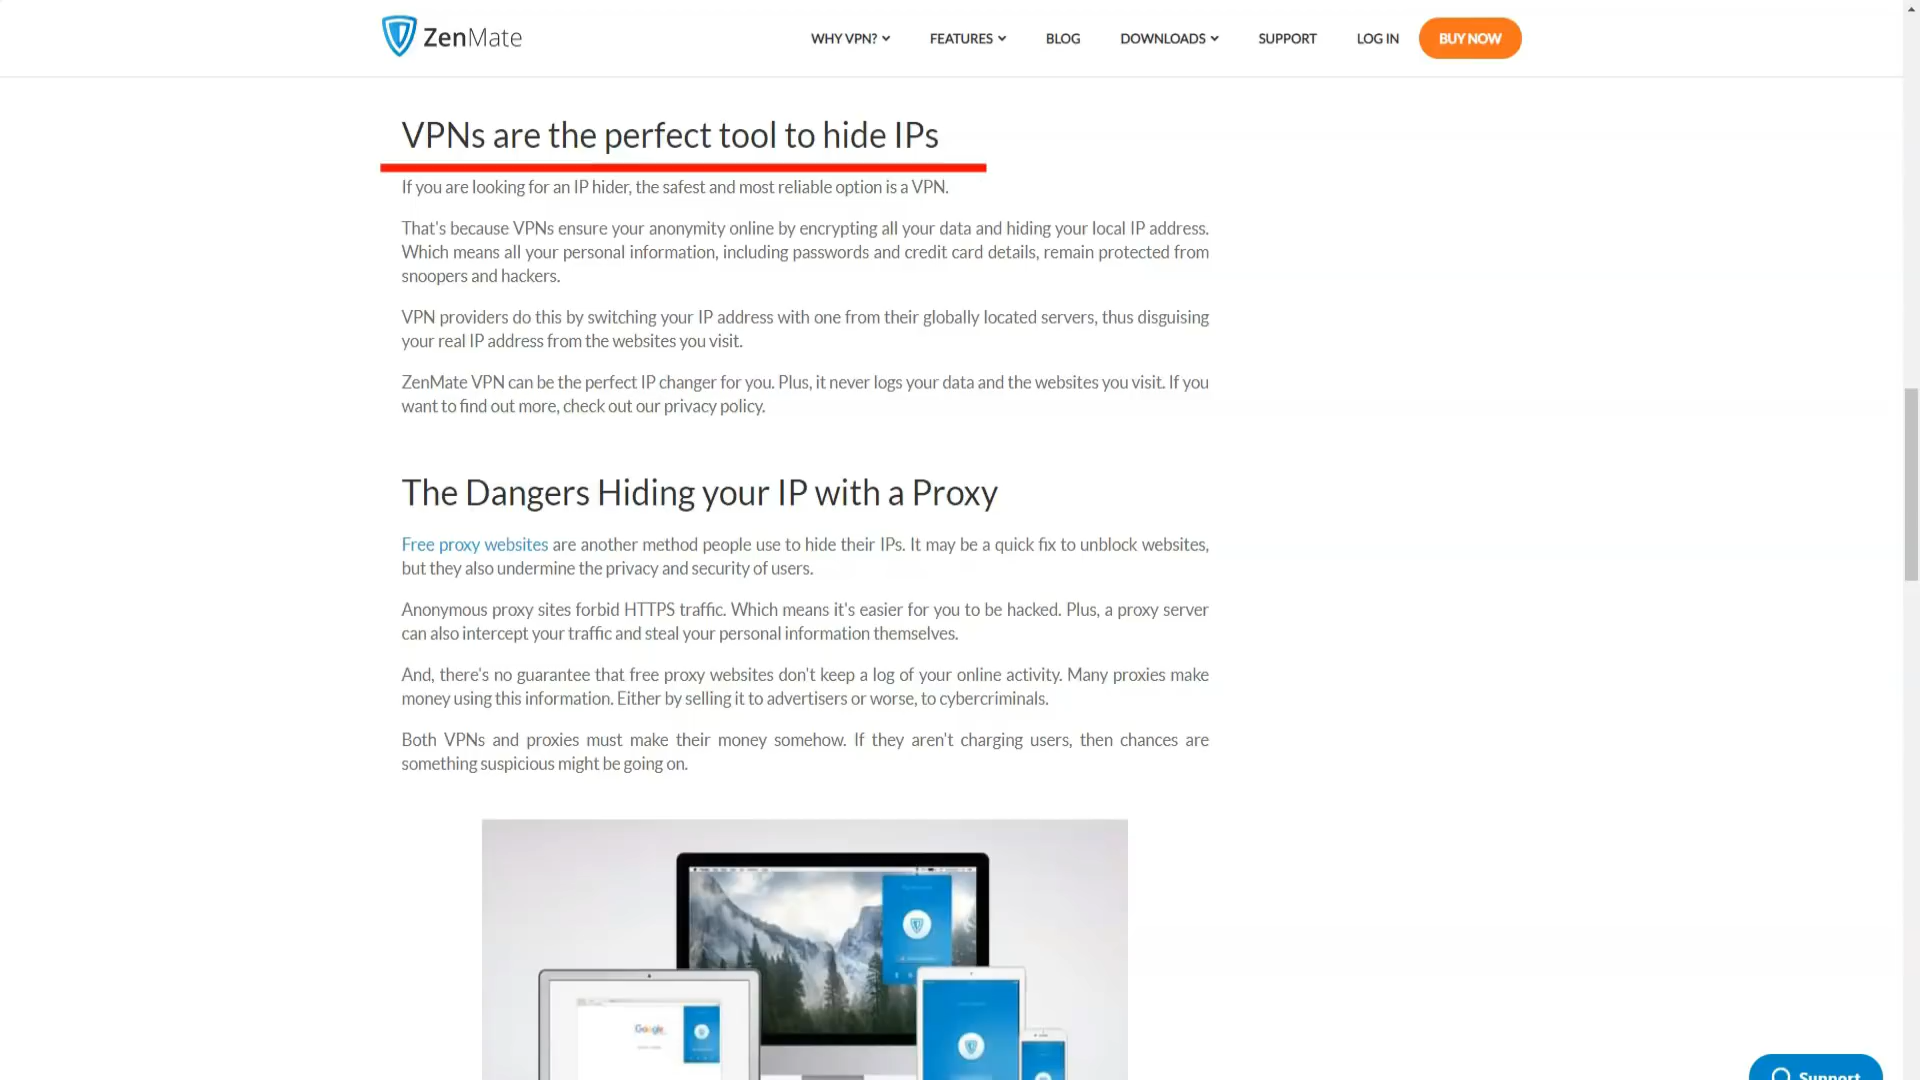 ZenMate
WHY VPN? FEATURES BLOG DOWNLOADS SUPPORT LOG IN BUY NOW
VPNs are the perfect tool to hide IPs
If you are looking for an IP hider, the safest and most reliable option is a VPN.
That's because VPNs ensure your anonymity online by encrypting all your data and hiding your local IP address.
Which means all your personal information, including passwords and credit card details, remain protected from
snoopers and hackers.
VPN providers do this by switching your IP address with one from their globally located servers, thus disguising
your real IP address from the websites you visit.
ZenMate VPN can be the perfect IP changer for you. Plus, it never logs your data and the websites you visit. If you
want to find out more, check out our privacy policy.
The Dangers Hiding your IP with a Proxy
Free proxy websites are another method people use to hide their IPs. It may be a quick fix to unblock websites,
but they also undermine the privacy and security of users.
Anonymous proxy sites forbid HTTPS traffic. Which means it's easier for you to be hacked. Plus, a proxy server
can also intercept your traffic and steal your personal information themselves.
And, there's no guarantee that free proxy websites don't keep a log of your online activity. Many proxies make
money using this information. Either by selling it to advertisers or worse, to cybercriminals.
Both VPNs and proxies must make their money somehow. If they aren't charging users, then chances are
something suspicious might be going on.
Google
Support